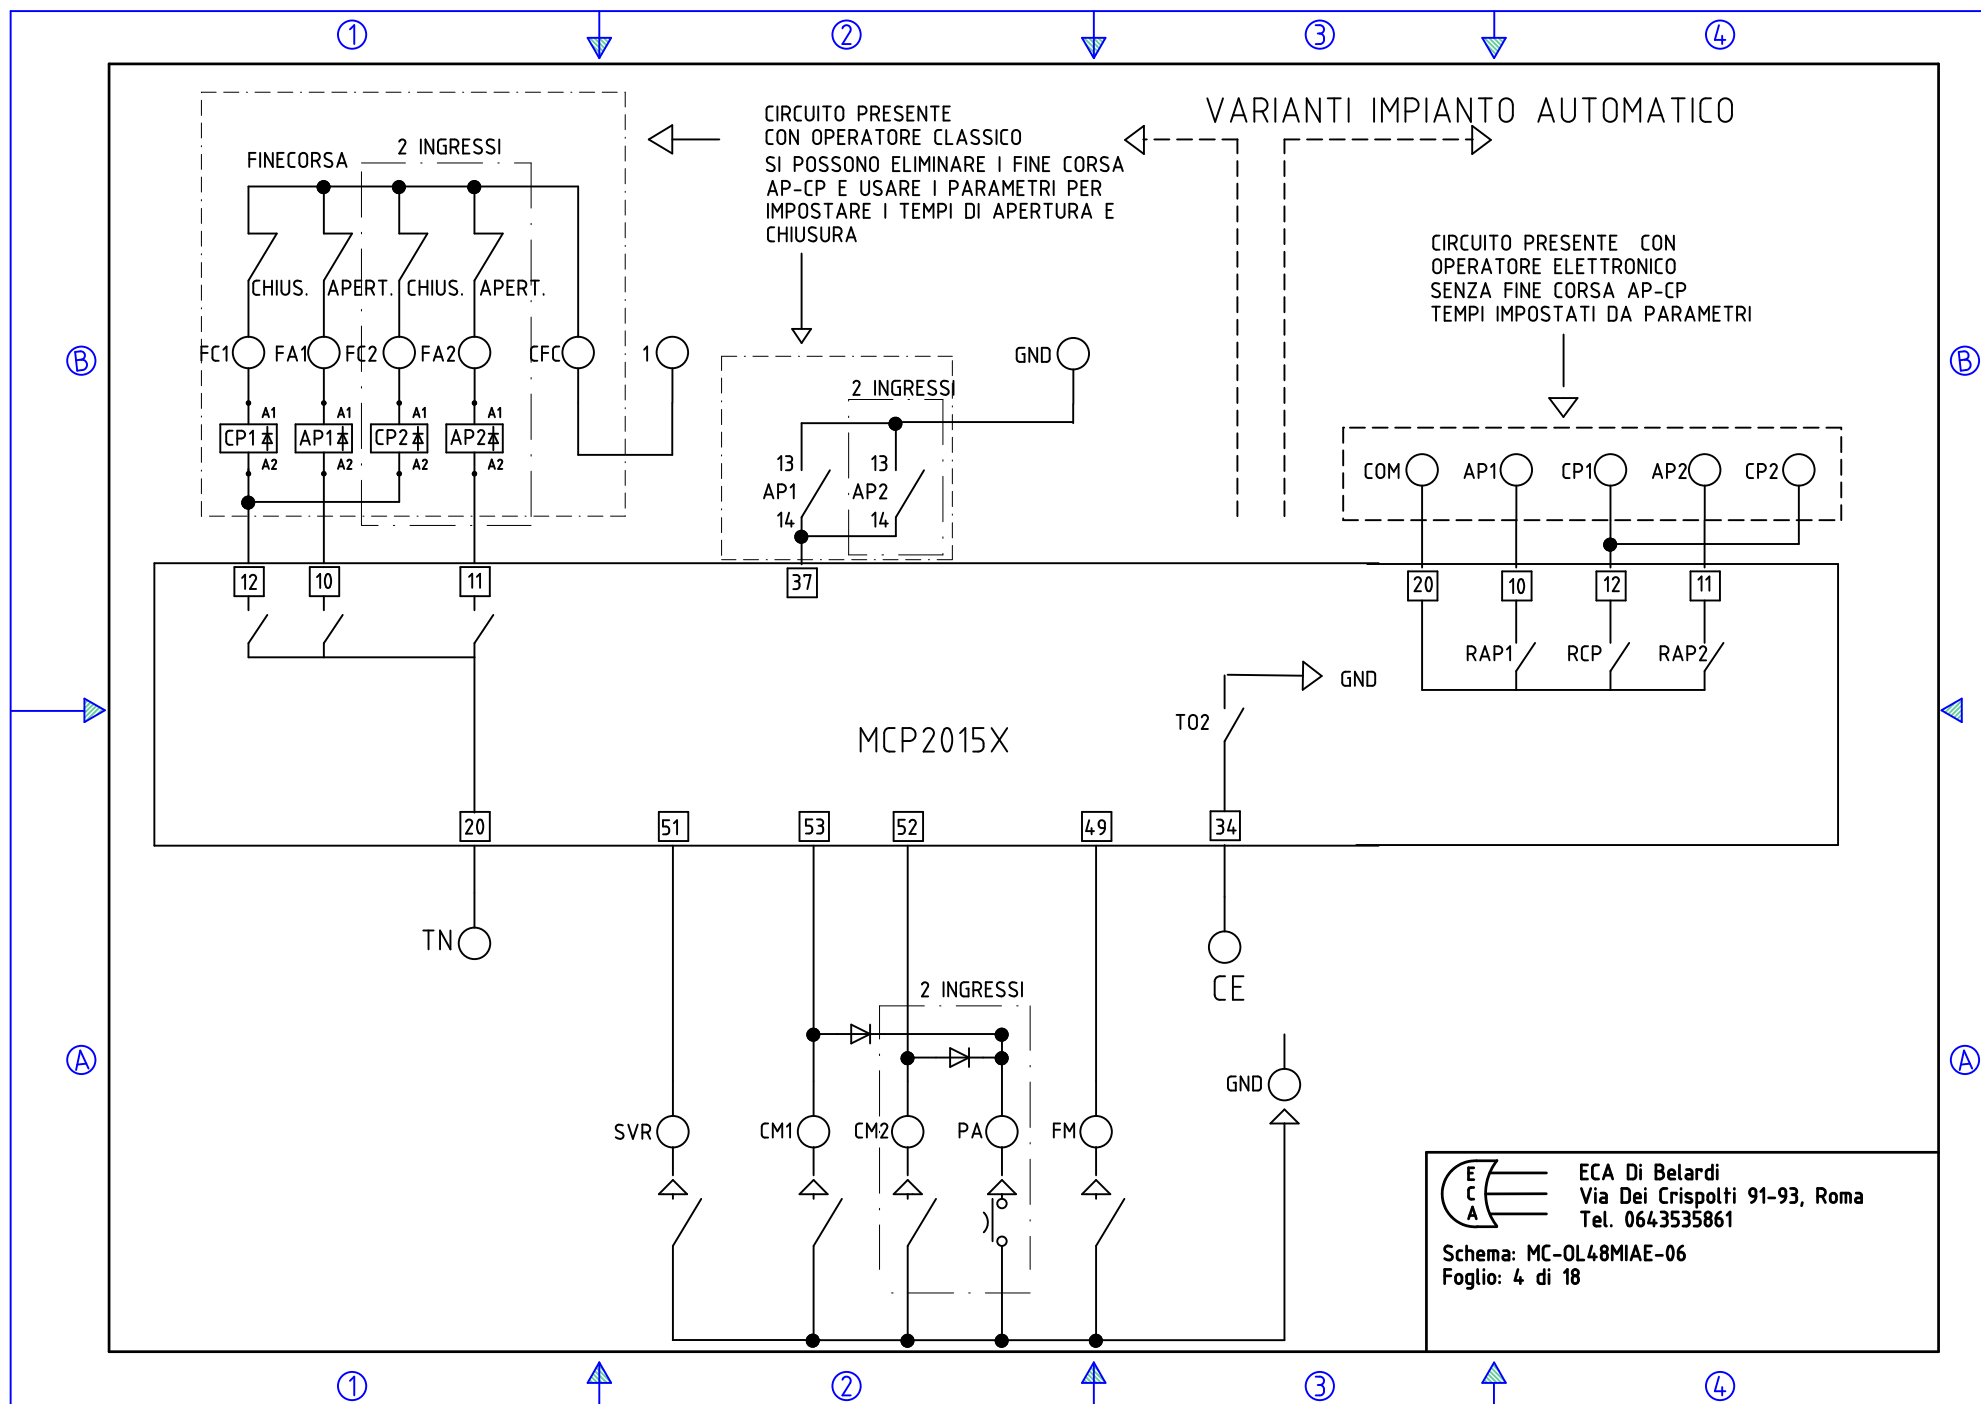 1 2 3 4
VARIANTI IMPIANTO AUTOMATICO
CIRCUITO PRESENTE
CON OPERATORE CLASSICO
SI POSSONO ELIMINARE I FINE CORSA
AP-CP E USARE I PARAMETRI PER
IMPOSTARE I TEMPI DI APERTURA E
CHIUSURA
FINECORSA
2 INGRESSI
CHIUS. APERT. CHIUS. APERT.
CIRCUITO PRESENTE CON
OPERATORE ELETTRONICO
SENZA FINE CORSA AP-CP
TEMPI IMPOSTATI DA PARAMETRI
B
B
FC1 FA1 FC2 FA2 CFC 1
GND
A1 A1 A1 A1
CP1 AP1 CP2 AP2
A2 A2 A2 A2
2 INGRESSI
13 13
AP1 AP2
14 14
COM AP1 CP1 AP2 CP2
12 10 11 37 20 10 12 11
RAP1 RCP RAP2
GND
TO2
MCP2015X
20 51 53 52 49 34
TN
CE
2 INGRESSI
A
A
GND
SVR CM1 CM2 PA FM
E
C
A
ECA Di Belardi
Via Dei Crispolti 91-93, Roma
Tel. 0643535861
Schema: MC-OL48MIAE-06
Foglio: 4 di 18
1 2 3 4